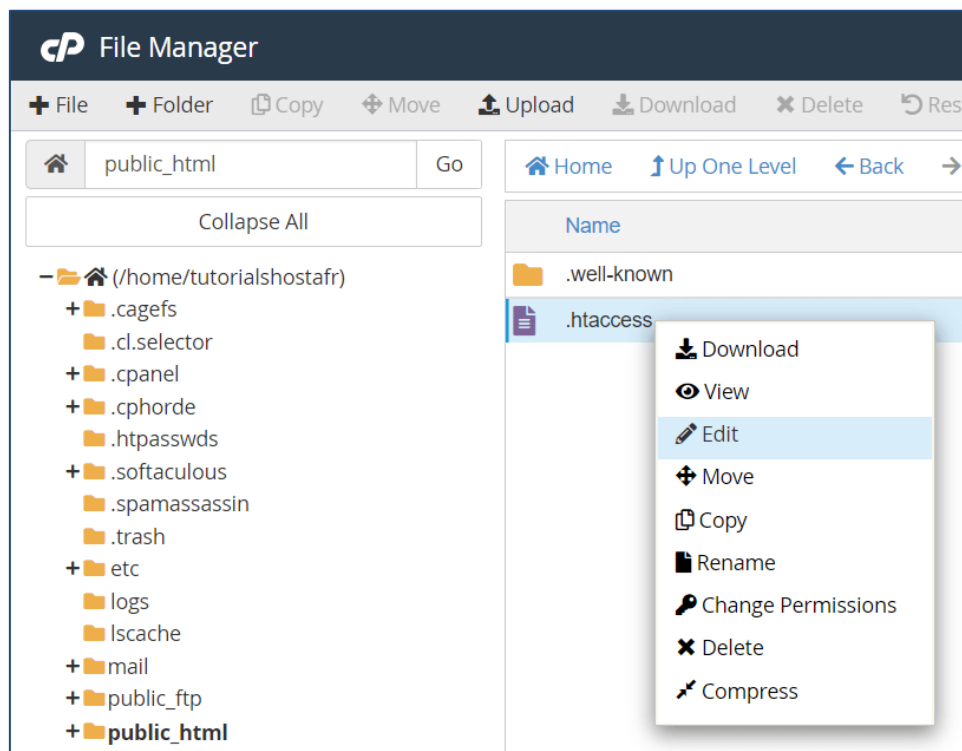 cP File Manager
File Folder Copy Move Upload Download Delete Res
public_html Go
Home Up One Level Back
Collapse All
Name
(/home/tutorialshostafr)
.cagefs
.cl.selector
.cpanel
.cphorde
.htpasswds
.softaculous
.spamassassin
.trash
etc
logs
lscache
mail
public_ftp
public_html
.well-known
.htaccess
Download
View
Edit
Move
Copy
Rename
Change Permissions
Delete
Compress